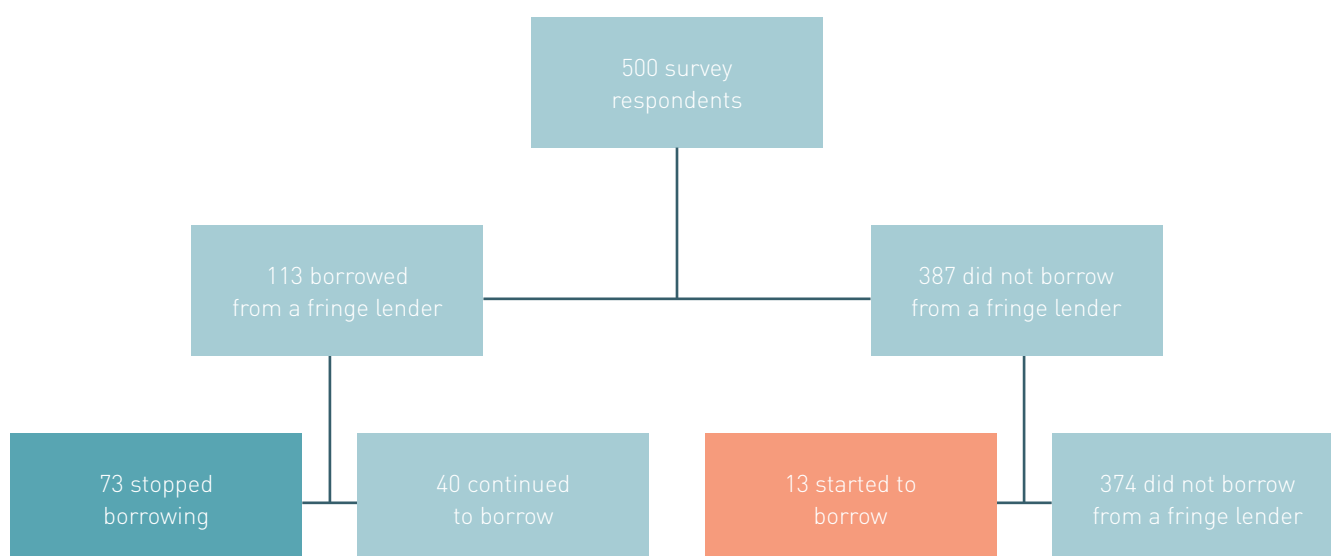 500 survey
respondents
113 borrowed
from a fringe lender
387 did not borrow
from a fringe lender
73 stopped
borrowing
40 continued
to borrow
13 started to
borrow
374 did not borrow
from a fringe lender